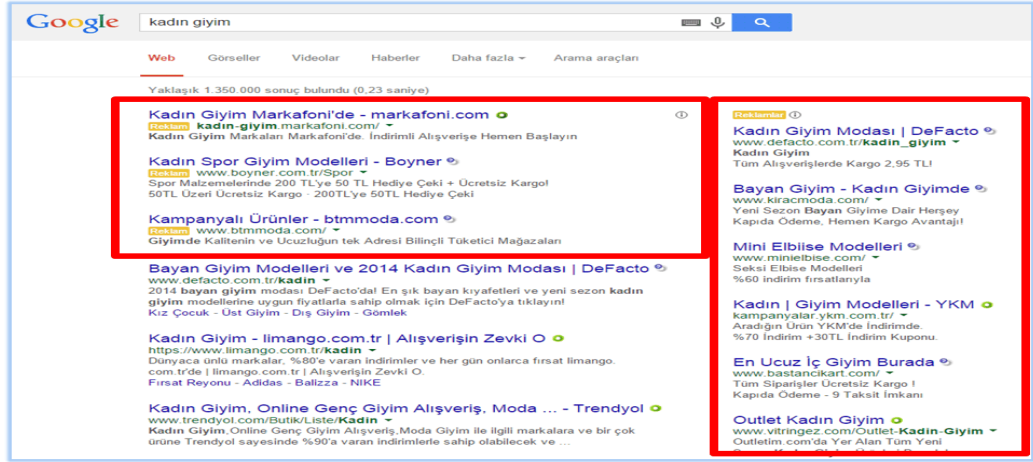 Google
kadın giyim
Web Görseller Videolar Haberler Daha fazla Arama araçları
Yaklaşık 1.350.000 sonuç bulundu (0,23 saniye)
Kadın Giyim Markafoni'de - markafoni.com
Reklam kadın-giyim.markafoni.com/
Kadın Giyim Markaları Markafoni'de. İndirimli Alışverişe Hemen Başlayın
Kadın Spor Giyim Modelleri - Boyner
Reklam www.boyner.com.tr/Spor
Spor Malzemelerinde 200 TL'ye 50 TL Hediye Çeki + Ücretsiz Kargo!
50TL Üzeri Ücretsiz Kargo · 200TL'ye 50TL Hediye Çeki
Kampanyalı Ürünler - btmmoda.com
Reklam www.btmmoda.com/
Giyimde Kalitenin ve Ucuzluğun tek Adresi Bilinçli Tüketici Mağazaları
Bayan Giyim Modelleri ve 2014 Kadın Giyim Modası | DeFacto
www.defacto.com.tr/kadin
2014 bayan giyim modası DeFacto'da! En şık bayan kıyafetleri ve yeni sezon kadın
giyim modellerine uygun fiyatlarla sahip olmak için DeFacto'ya tıklayın!
Kız Çocuk - Üst Giyim - Dış Giyim - Gömlek
Kadın Giyim - limango.com.tr | Alışverişin Zevki O
https://www.limango.com.tr/kadin
Dünyaca ünlü markalar, %80'e varan indirimler ve her gün onlarca fırsat limango.
com.tr'de | limango.com.tr | Alışverişin Zevki O.
Fırsat Reyonu - Adidas - Balizza - NIKE
Kadın Giyim, Online Genç Giyim Alışveriş, Moda ... - Trendyol
www.trendyol.com/Butik/Liste/Kadin
Kadın Giyim,Online Genç Giyim Alışveriş,Moda Giyim ile ilgili markalara ve bir çok
ürüne Trendyol sayesinde %90'a varan indirimlerle sahip olabilecek ve ...
Reklamlar
Kadın Giyim Modası | DeFacto
www.defacto.com.tr/kadin_giyim
Kadın Giyim
Tüm Alışverişlerde Kargo 2,95 TL!
Bayan Giyim - Kadın Giyimde
www.kiracmoda.com/
Yeni Sezon Bayan Giyime Dair Herşey
Kapıda Ödeme, Hemen Kargo Avantajı!
Mini Elbiise Modelleri
www.minielbise.com/
Seksi Elbise Modelleri
%60 indirim fırsatlarıyla
Kadın | Giyim Modelleri - YKM
kampanyalar.ykm.com.tr/
Aradığın Ürün YKM'de İndirimde.
%70 İndirim +30TL İndirim Kuponu.
En Ucuz İç Giyim Burada
www.bastancikart.com/
Tüm Siparişler Ücretsiz Kargo !
Kapıda Ödeme - 9 Taksit İmkanı
Outlet Kadın Giyim
www.vitringez.com/Outlet-Kadın-Giyim
Outletim.com'da Yer Alan Tüm Yeni